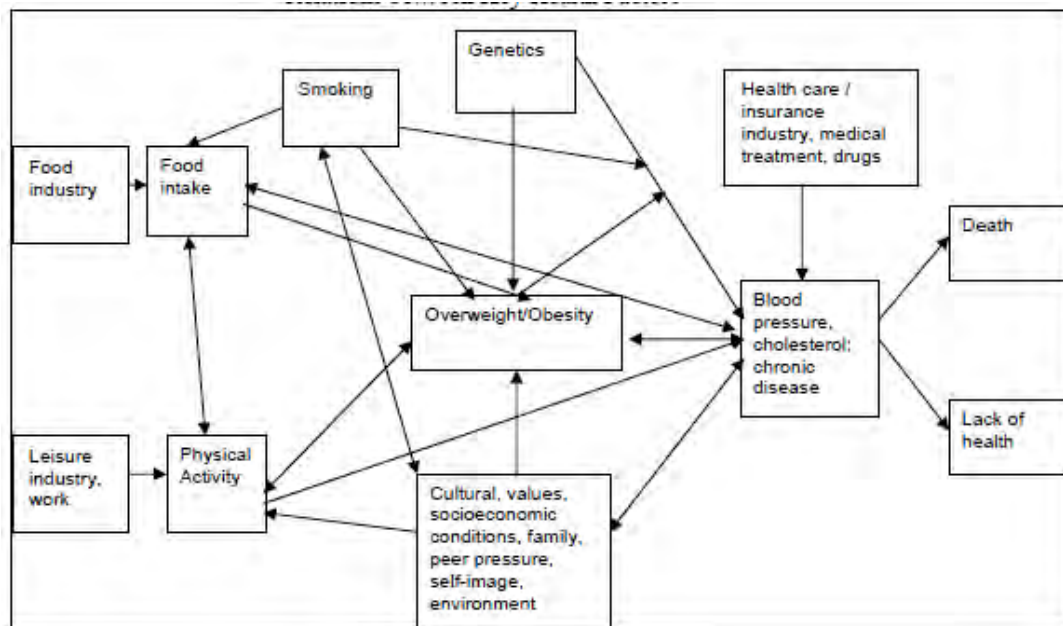 Genetics
Smoking
Health care /
insurance
industry, medical
treatment, drugs
Food
industry
Food
intake
Death
Overweight/Obesity
Blood
pressure,
cholesterol;
chronic
disease
Lack of
health
Leisure
industry,
work
Physical
Activity
Cultural, values,
socioeconomic
conditions, family,
peer pressure,
self-image,
environment